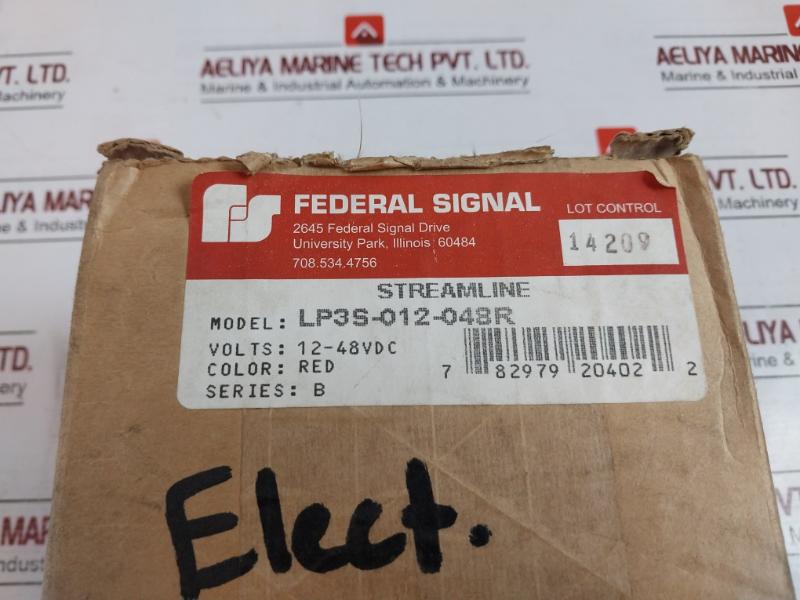 AELIYA MARINE TECH PVT. LTD.
Marine & Industrial Automation & Machinery
AELIYA MARINE
Marine & Industrial
PVT. LTD.
& Machinery
FEDERAL SIGNAL
2645 Federal Signal Drive
University Park, Illinois 60484
708.534.4756
LOT CONTROL
14209
STREAMLINE
MODEL: LP3S-012-048R
VOLTS: 12-48VDC
COLOR: RED
SERIES: B
7 82979 20402 2
Elect.